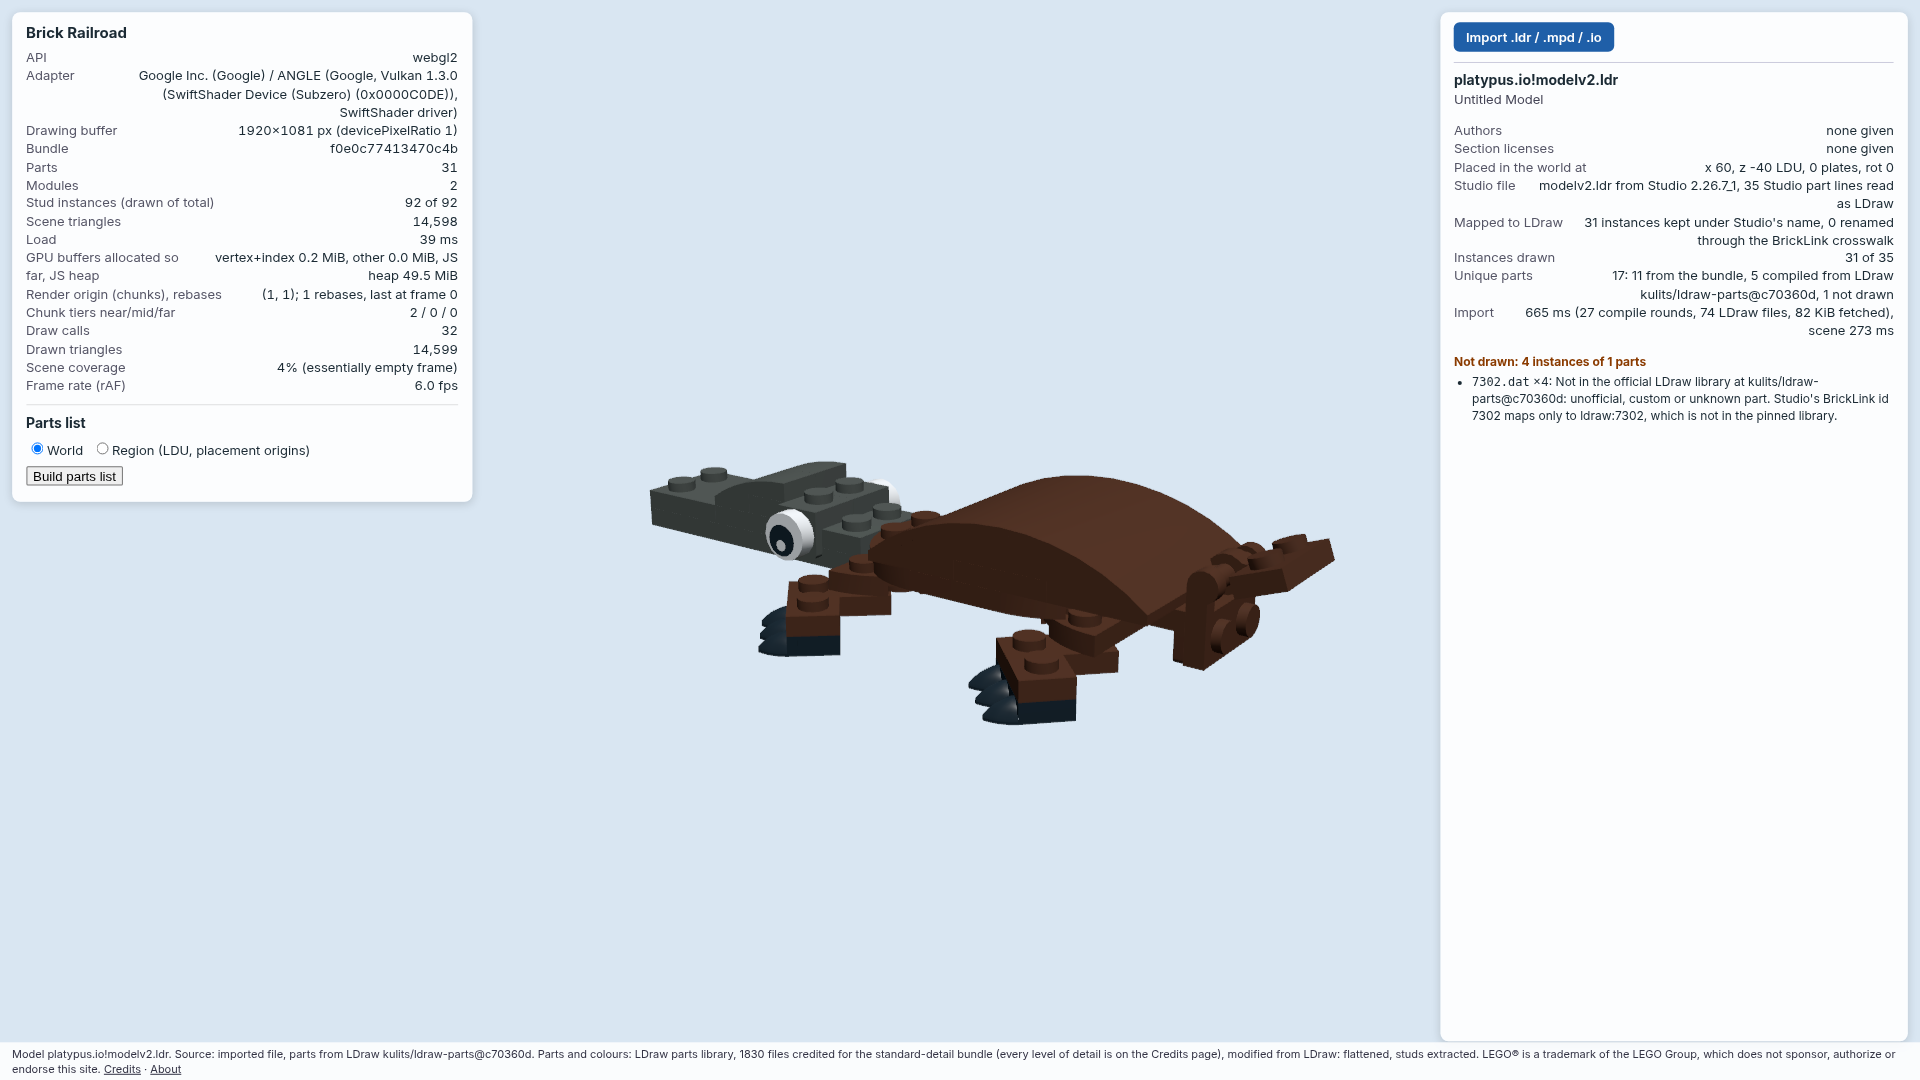 Brick Railroad
API webgl2
Adapter Google Inc. (Google) / ANGLE (Google, Vulkan 1.3.0
(SwiftShader Device (Subzero) (0x0000C0DE)),
SwiftShader driver)
Drawing buffer 1920×1081 px (devicePixelRatio 1)
Bundle f0e0c77413470c4b
Parts 31
Modules 2
Stud instances (drawn of total) 92 of 92
Scene triangles 14,598
Load 39 ms
GPU buffers allocated so vertex+index 0.2 MiB, other 0.0 MiB, JS
far, JS heap heap 49.5 MiB
Render origin (chunks), rebases (1, 1); 1 rebases, last at frame 0
Chunk tiers near/mid/far 2 / 0 / 0
Draw calls 32
Drawn triangles 14,599
Scene coverage 4% (essentially empty frame)
Frame rate (rAF) 6.0 fps
Parts list
World Region (LDU, placement origins)
Build parts list
Import .ldr / .mpd / .io
platypus.io!modelv2.ldr
Untitled Model
Authors none given
Section licenses none given
Placed in the world at x 60, z -40 LDU, 0 plates, rot 0
Studio file modelv2.ldr from Studio 2.26.7_1, 35 Studio part lines read
as LDraw
Mapped to LDraw 31 instances kept under Studio's name, 0 renamed
through the BrickLink crosswalk
Instances drawn 31 of 35
Unique parts 17: 11 from the bundle, 5 compiled from LDraw
kulits/ldraw-parts@c70360d, 1 not drawn
Import 665 ms (27 compile rounds, 74 LDraw files, 82 KiB fetched),
scene 273 ms
Not drawn: 4 instances of 1 parts
• 7302.dat ×4: Not in the official LDraw library at kulits/ldraw-
parts@c70360d: unofficial, custom or unknown part. Studio's BrickLink id
7302 maps only to ldraw:7302, which is not in the pinned library.
Model platypus.io!modelv2.ldr. Source: imported file, parts from LDraw kulits/ldraw-parts@c70360d. Parts and colours: LDraw parts library, 1830 files credited for the standard-detail bundle (every level of detail is on the Credits page), modified from LDraw: flattened, studs extracted. LEGO® is a trademark of the LEGO Group, which does not sponsor, authorize or
endorse this site. Credits · About